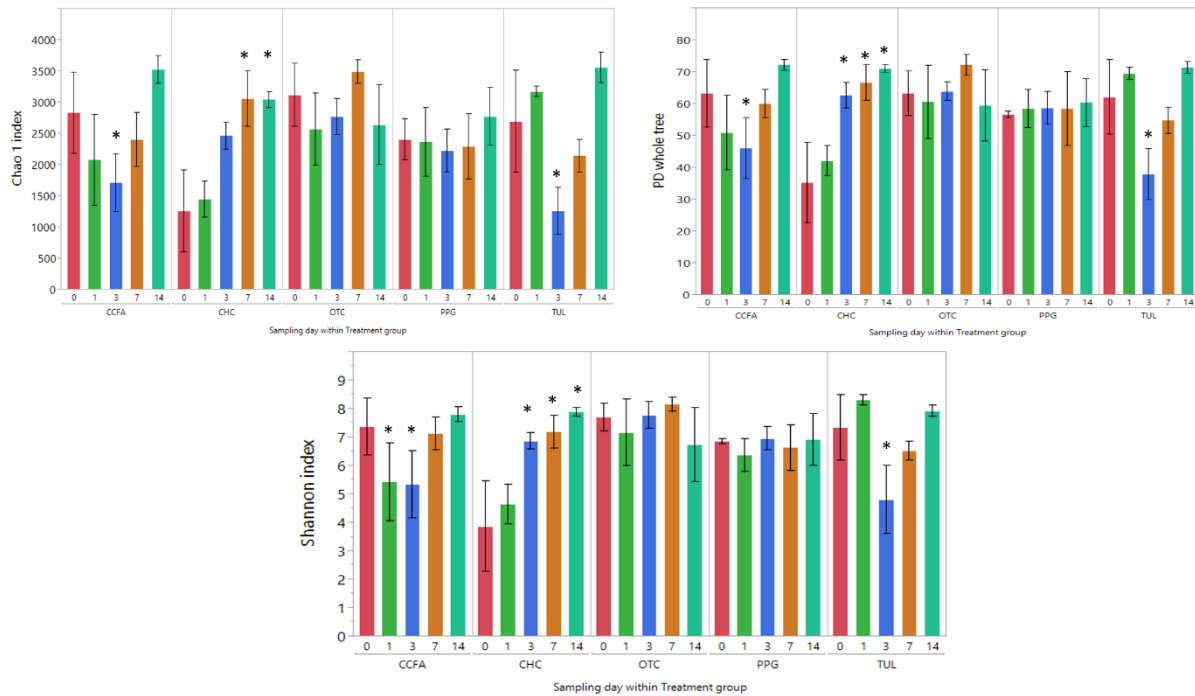 Chao 1 index
4000
3500
3000
2500
2000
1500
1000
500
0
* * * *
0 1 3 7 14 0 1 3 7 14 0 1 3 7 14 0 1 3 7 14 0 1 3 7 14
CCFA CHC OTC PPG TUL
Sampling day within Treatment group
PD whole tree
80
70
60
50
40
30
20
10
0
* * * * *
0 1 3 7 14 0 1 3 7 14 0 1 3 7 14 0 1 3 7 14 0 1 3 7 14
CCFA CHC OTC PPG TUL
Sampling day within Treatment group
Shannon index
9
8
7
6
5
4
3
2
1
0
* * * * * *
0 1 3 7 14 0 1 3 7 14 0 1 3 7 14 0 1 3 7 14 0 1 3 7 14
CCFA CHC OTC PPG TUL
Sampling day within Treatment group